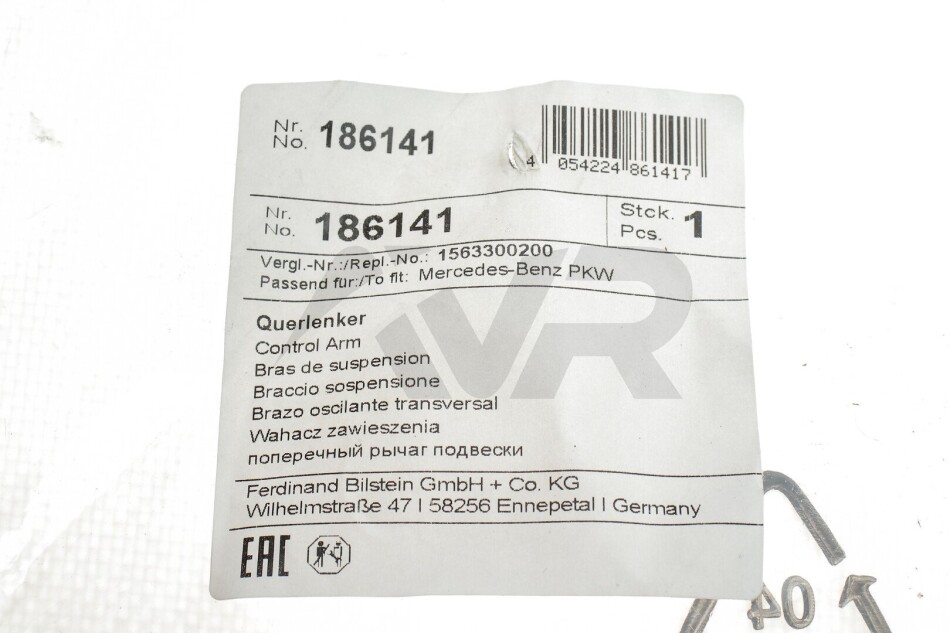 Nr.
No. 186141
4 054224 861417
Nr.
No. 186141
Stck.
Pcs. 1
Vergl.-Nr.:/Repl.-No.: 1563300200
Passend für:/To fit: Mercedes-Benz PKW
VR
Querlenker
Control Arm
Bras de suspension
Braccio sospensione
Brazo oscilante transversal
Wahacz zawieszenia
поперечный рычаг подвески
Ferdinand Bilstein GmbH + Co. KG
Wilhelmstraße 47 I 58256 Ennepetal I Germany
EAC
04